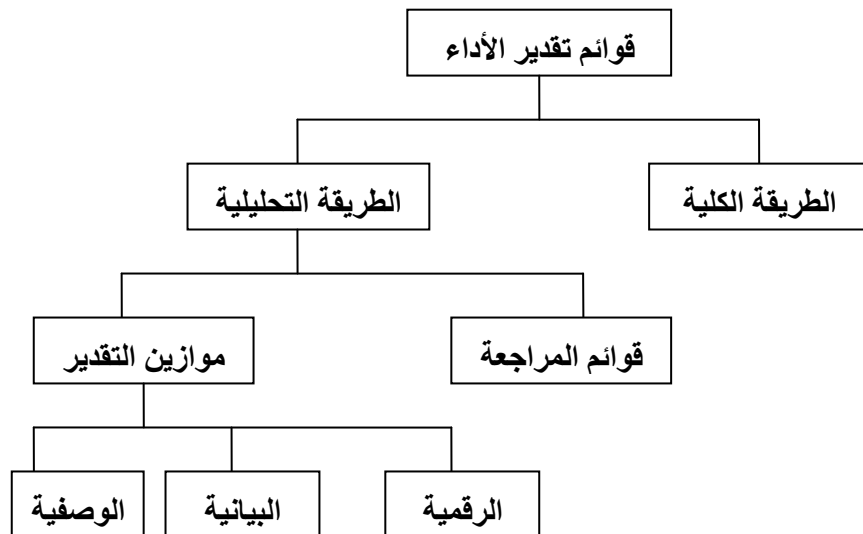 قوائم تقدير الأداء
الطريقة الكلية
الطريقة التحليلية
قوائم المراجعة
موازين التقدير
الرقمية
البيانية
الوصفية